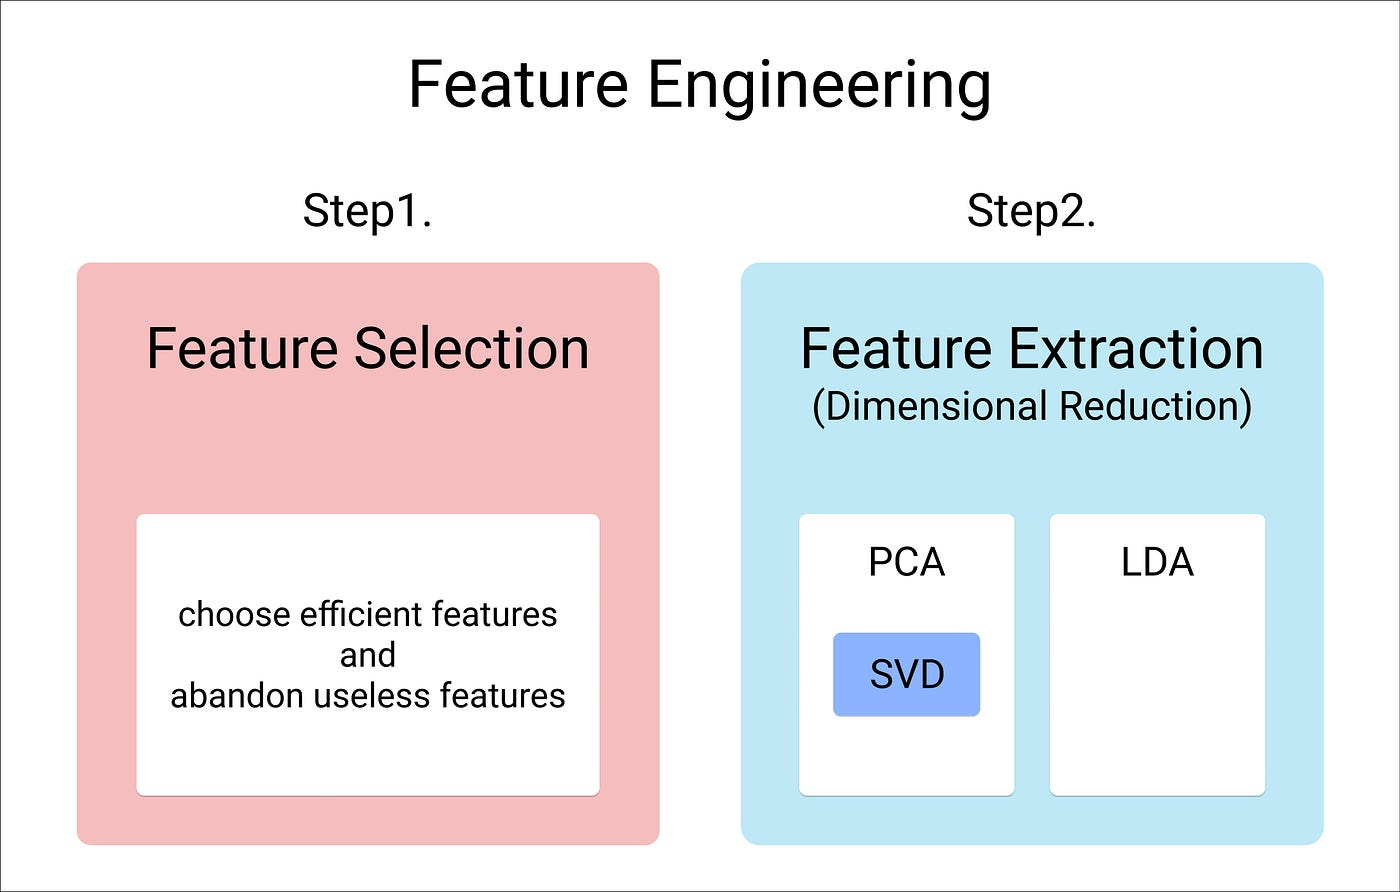 Feature Engineering
Step1.
Feature Selection
choose efficient features
and
abandon useless features
Step2.
Feature Extraction
(Dimensional Reduction)
PCA
SVD
LDA